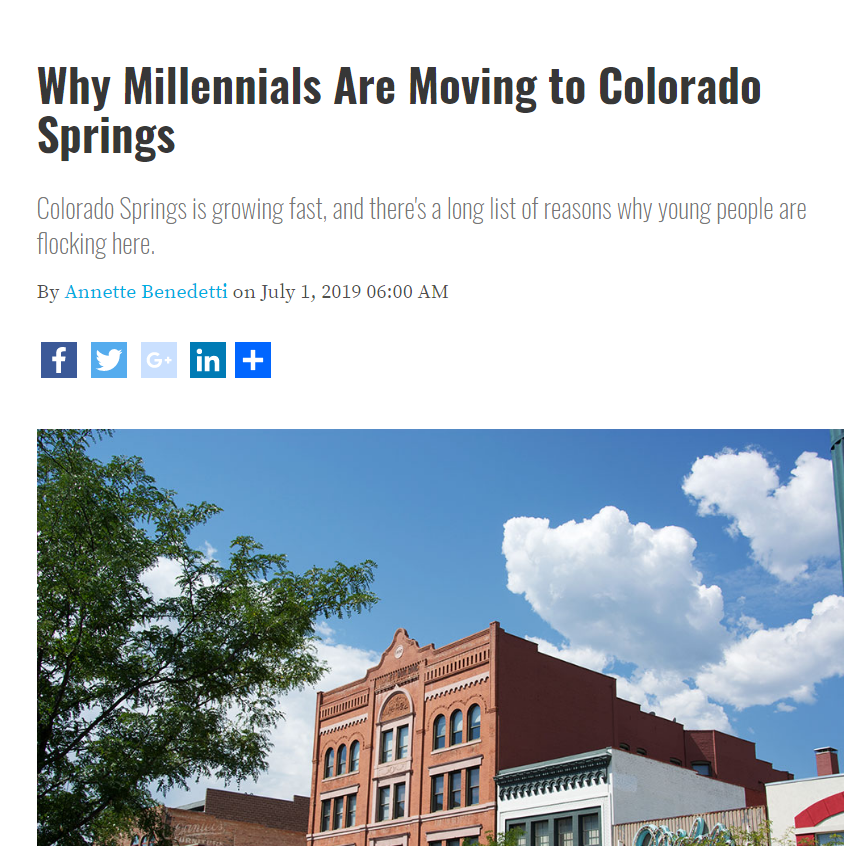 Why Millennials Are Moving to Colorado
Springs
Colorado Springs is growing fast, and there's a long list of reasons why young people are
flocking here.
By Annette Benedetti on July 1, 2019 06:00 AM
f
G+
in
+